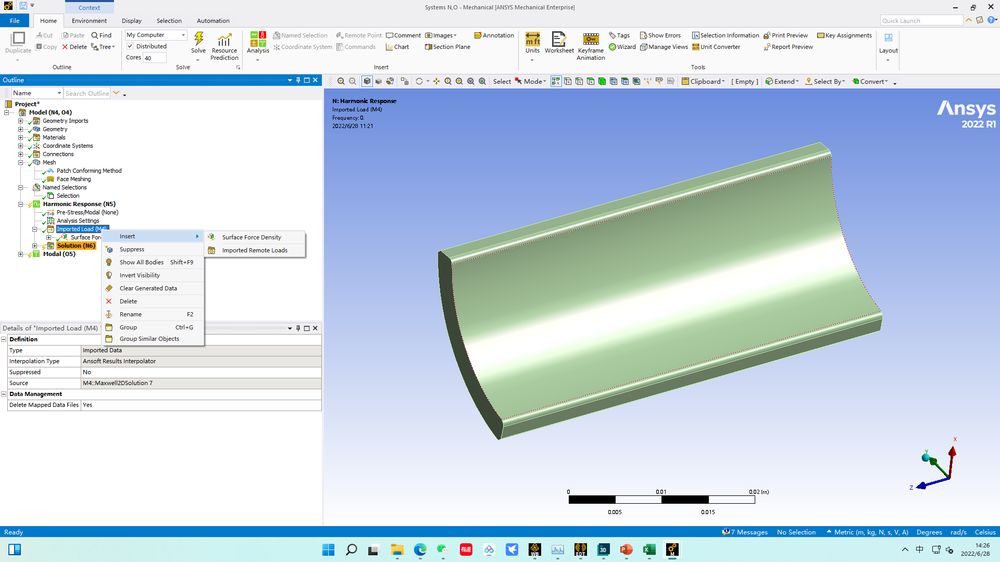 Context
Systems N,O - Mechanical [ANSYS Mechanical Enterprise]
File
Home
Environment
Display
Selection
Automation
Quick Launch
Duplicate
Cut
Copy
Paste
Delete
Find
Tree
Outline
My Computer
Distributed
Cores 40
Solve
Resource Prediction
Solve
Analysis
Named Selection
Coordinate System
Remote Point
Commands
Comment
Chart
Images
Section Plane
Annotation
Insert
Units
Worksheet
Keyframe Animation
Tags
Wizard
Show Errors
Manage Views
Selection Information
Unit Converter
Print Preview
Report Preview
Key Assignments
Tools
Layout
Outline
Name
Search Outline
Select
Mode
Clipboard
[ Empty ]
Extend
Select By
Convert
Project*
Model (N4, O4)
Geometry Imports
Geometry
Materials
Coordinate Systems
Connections
Mesh
Patch Conforming Method
Face Meshing
Named Selections
Selection
Harmonic Response (N5)
Pre-Stress/Modal (None)
Analysis Settings
Imported Load (M4)
Surface For
Solution (N6)
Modal (O5)
Insert
Suppress
Show All Bodies Shift+F9
Invert Visibility
Clear Generated Data
Delete
Rename F2
Group Ctrl+G
Group Similar Objects
Surface Force Density
Imported Remote Loads
N: Harmonic Response
Imported Load (M4)
Frequency: 0.
2022/6/28 11:21
Ansys
2022 R1
Details of "Imported Load (M4) "
Definition
Type Imported Data
Interpolation Type Ansoft Results Interpolator
Suppressed No
Source M4::Maxwell2DSolution 7
Data Management
Delete Mapped Data Files Yes
X
Y
Z
0 0.01 0.02 (m)
0.005 0.015
Ready
7 Messages
No Selection
Metric (m, kg, N, s, V, A)
Degrees
rad/s
Celsius
有道
WB
EDT
3D
P
X
M
中
14:26
2022/6/28